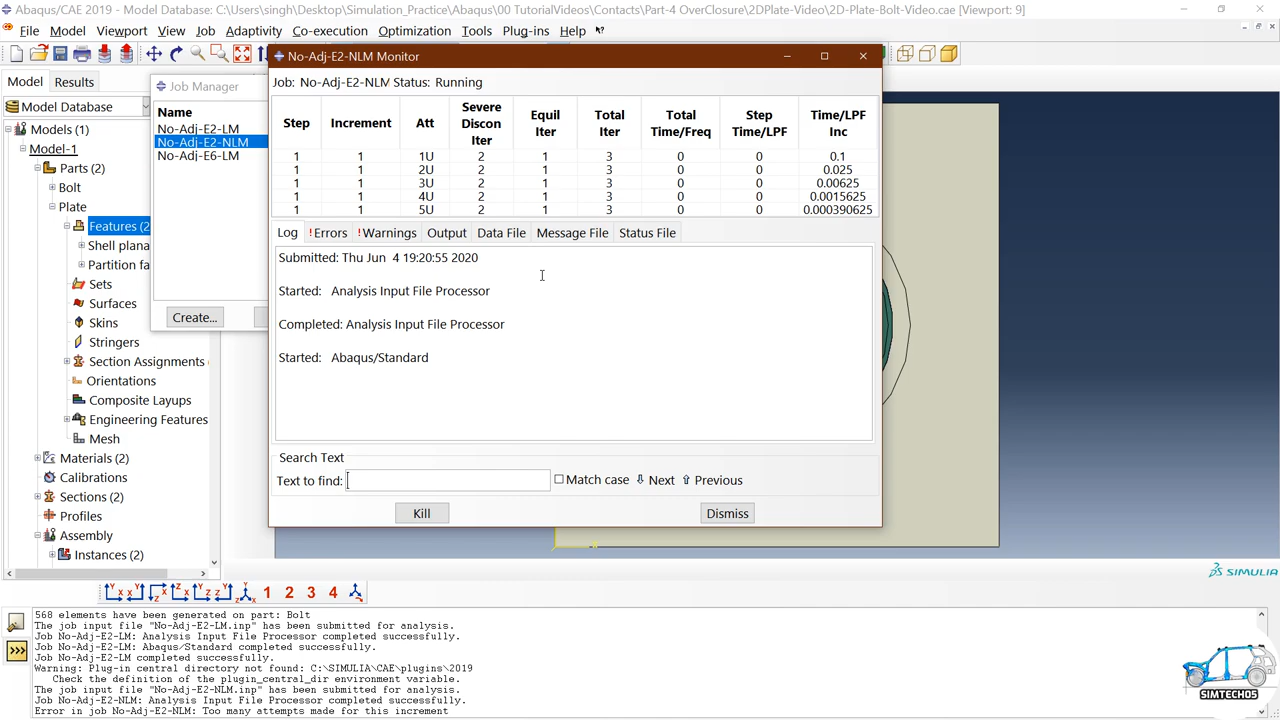 Abaqus/CAE 2019 - Model Database: C:\Users\singh\Desktop\Simulation_Practice\Abaqus\00 TutorialVideos\Contacts\Part-4 OverClosure\2DPlate-Video\2D-Plate-Bolt-Video.cae [Viewport: 9]
File Model Viewport View Job Adaptivity Co-execution Optimization Tools Plug-ins Help
No-Adj-E2-NLM Monitor
Model Results
Job Manager
Job: No-Adj-E2-NLM Status: Running
Model Database
Name
Step Increment Att Severe Discon Iter Equil Iter Total Iter Total Time/Freq Step Time/LPF Time/LPF Inc
Models (1)
No-Adj-E2-LM
Model-1
No-Adj-E2-NLM
No-Adj-E6-LM
1 1 1U 2 1 3 0 0 0.1
1 1 2U 2 1 3 0 0 0.025
1 1 3U 2 1 3 0 0 0.00625
1 1 4U 2 1 3 0 0 0.0015625
1 1 5U 2 1 3 0 0 0.000390625
Parts (2)
Bolt
Plate
Features (2
Shell plana
Partition fa
Sets
Surfaces
Skins
Stringers
Section Assignments
Orientations
Composite Layups
Engineering Features
Mesh
Materials (2)
Calibrations
Sections (2)
Profiles
Assembly
Instances (2)
Create...
Log !Errors !Warnings Output Data File Message File Status File
Submitted: Thu Jun 4 19:20:55 2020
Started: Analysis Input File Processor
Completed: Analysis Input File Processor
Started: Abaqus/Standard
Search Text
Text to find: Match case Next Previous
Kill Dismiss
SIMULIA
1 2 3 4
568 elements have been generated on part: Bolt
The job input file "No-Adj-E2-LM.inp" has been submitted for analysis.
Job No-Adj-E2-LM: Analysis Input File Processor completed successfully.
Job No-Adj-E2-LM: Abaqus/Standard completed successfully.
Job No-Adj-E2-LM completed successfully.
Warning: Plug-in central directory not found: C:\SIMULIA\CAE\plugins\2019
Check the definition of the plugin_central_dir environment variable.
The job input file "No-Adj-E2-NLM.inp" has been submitted for analysis.
Job No-Adj-E2-NLM: Analysis Input File Processor completed successfully.
Error in job No-Adj-E2-NLM: Too many attempts made for this increment
SIMTECH05